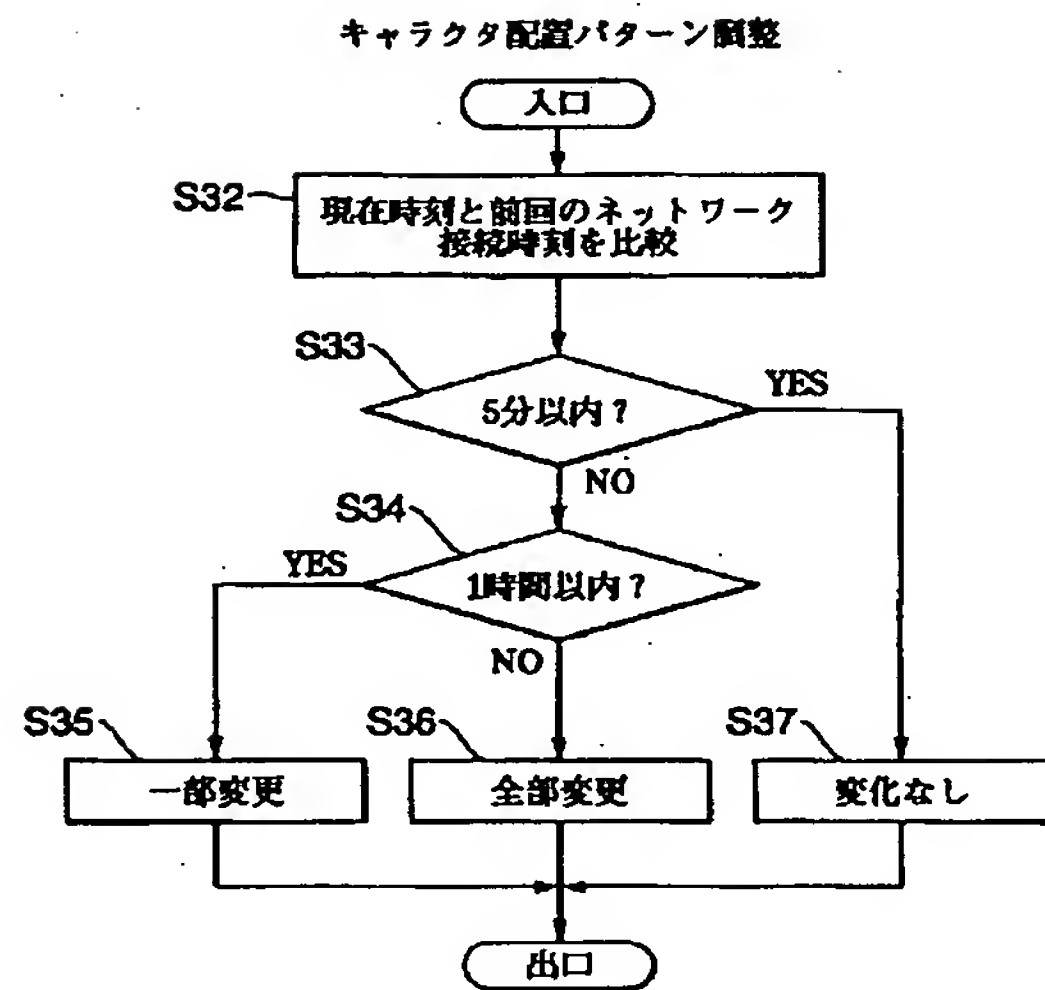 キャラクタ配置パターン調整
入口
S32
現在時刻と前回のネットワーク
接続時刻を比較
S33
5分以内?
YES
NO
S34
1時間以内?
YES
NO
S35
一部変更
S36
全部変更
S37
変化なし
出口